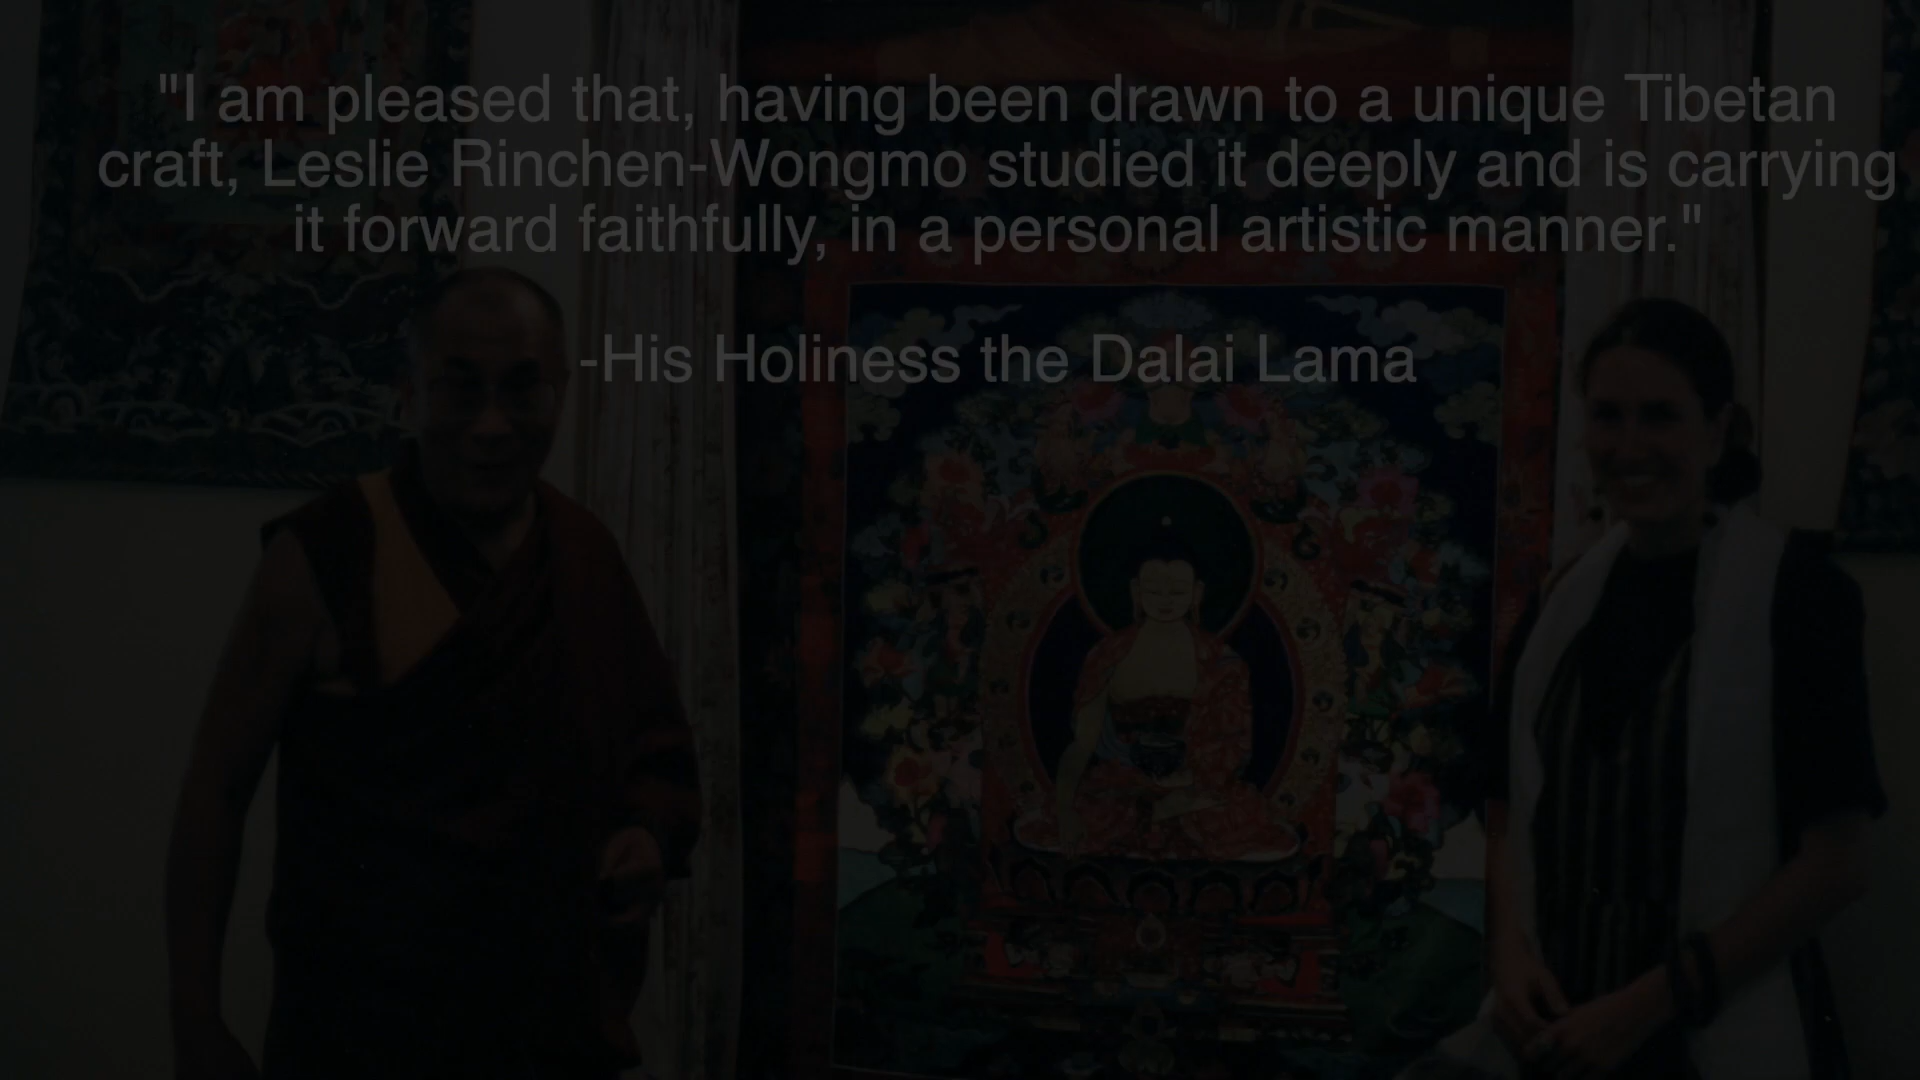 "I am pleased that, having been drawn to a unique Tibetan
craft, Leslie Rinchen-Wongmo studied it deeply and is carrying
it forward faithfully, in a personal artistic manner."
-His Holiness the Dalai Lama